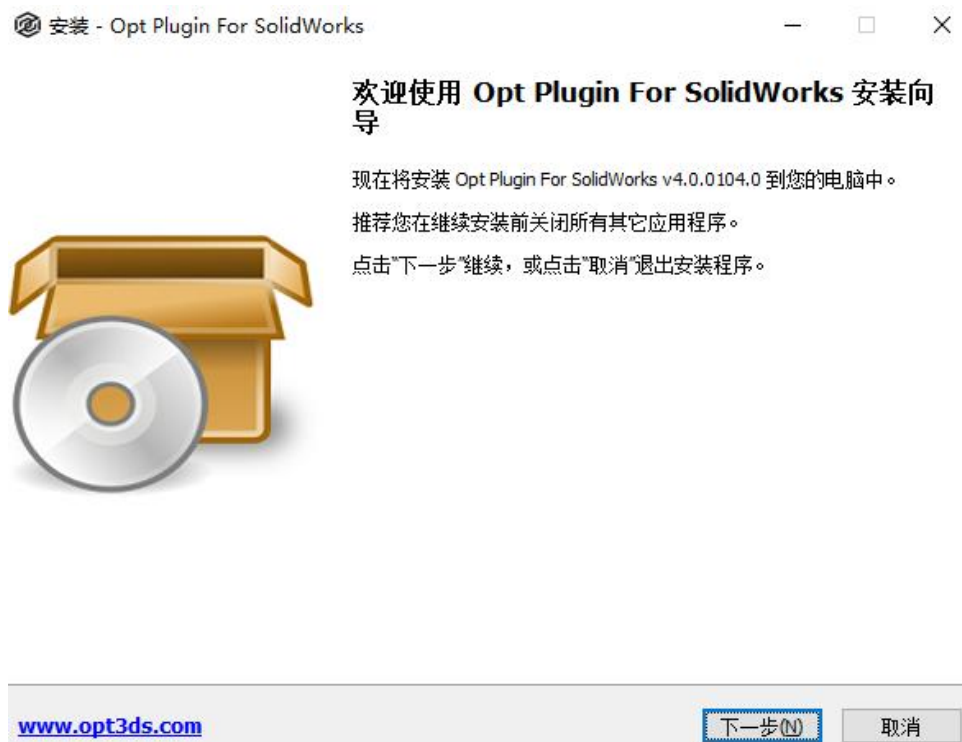 安装 - Opt Plugin For SolidWorks
欢迎使用 Opt Plugin For SolidWorks 安装向
导
现在将安装 Opt Plugin For SolidWorks v4.0.0104.0 到您的电脑中。
推荐您在继续安装前关闭所有其它应用程序。
点击"下一步"继续，或点击"取消"退出安装程序。
www.opt3ds.com
下一步(N)
取消